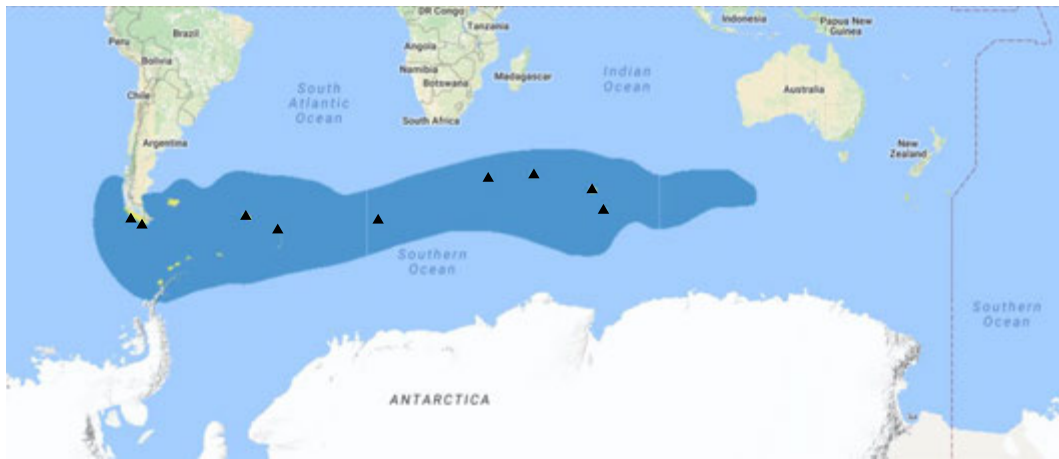 DR Congo
Tanzania
Indonesia
Papua New
Guinea
Peru
Brazil
Angola
Bolivia
Namibia
Madagascar
Botswana
Indian
Ocean
South
Atlantic
Ocean
Chile
Australia
South Africa
Argentina
New
Zealand
Southern
Ocean
Southern
Ocean
ANTARCTICA